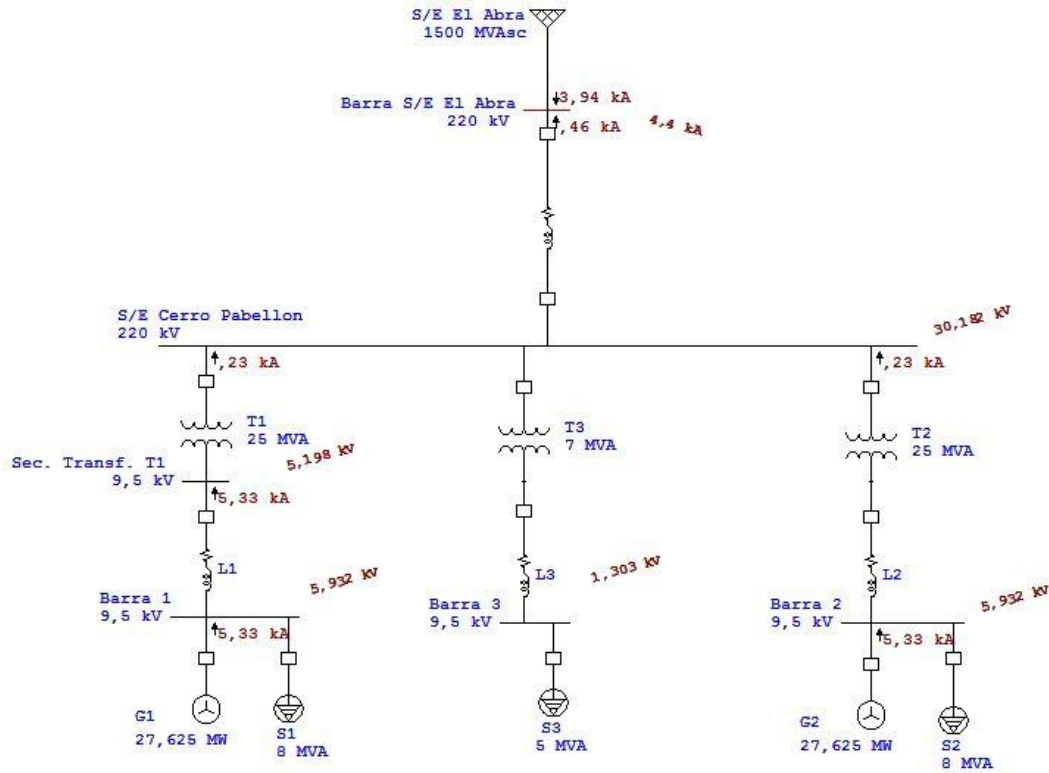 S/E El Abra
1500 MVAsc
3,94 kA
Barra S/E El Abra
220 kV
,46 kA
4,4 kA
S/E Cerro Pabellon
220 kV
30,182 kV
,23 kA
,23 kA
T1
25 MVA
T3
7 MVA
T2
25 MVA
Sec. Transf. T1
9,5 kV
5,198 kV
5,33 kA
L1
L3
L2
1,303 kV
5,932 kV
5,932 kV
Barra 1
9,5 kV
Barra 3
9,5 kV
Barra 2
9,5 kV
5,33 kA
5,33 kA
G1
27,625 MW
S1
8 MVA
S3
5 MVA
G2
27,625 MW
S2
8 MVA